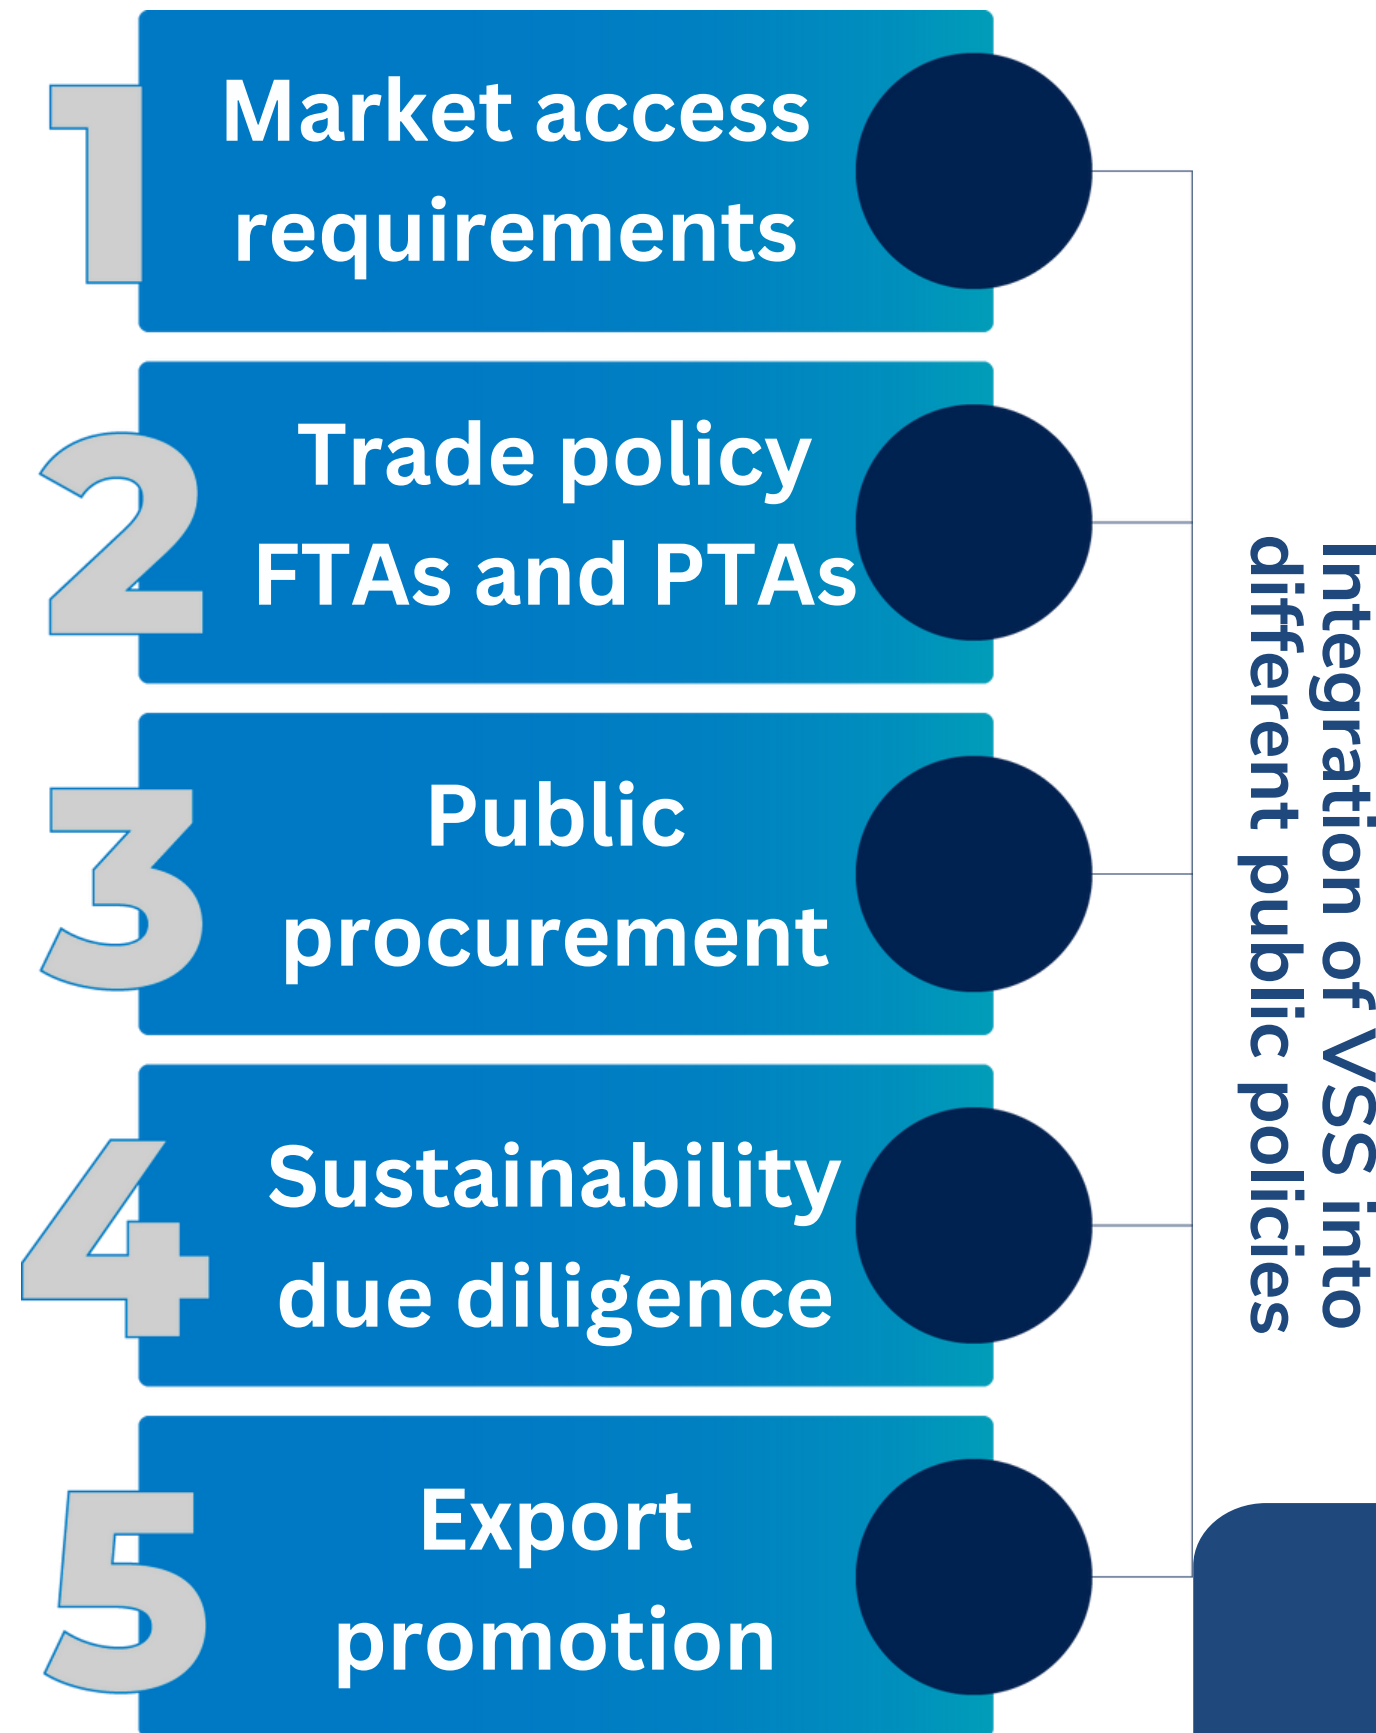 1
Market access
requirements
2
Trade policy
FTAs and PTAs
3
Public
procurement
4
Sustainability
due diligence
5
Export
promotion
Integration of VSS into
different public policies